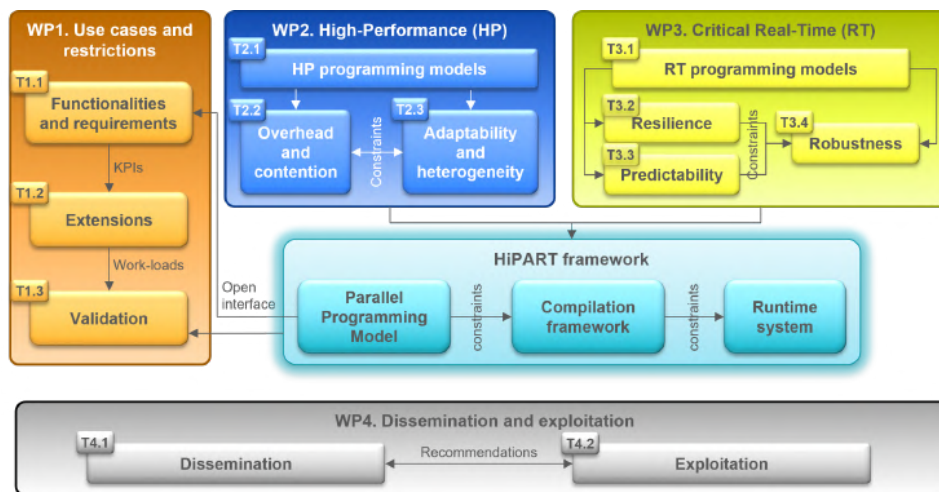 WP1. Use cases and
restrictions
T1.1
Functionalities
and requirements
KPIs
T1.2
Extensions
Work-loads
T1.3
Validation
WP2. High-Performance (HP)
T2.1
HP programming models
T2.2
Overhead
and
contention
Constraints
T2.3
Adaptability
and
heterogeneity
WP3. Critical Real-Time (RT)
T3.1
RT programming models
T3.2
Resilience
T3.3
Predictability
Constraints
T3.4
Robustness
HiPART framework
Open
interface
Parallel
Programming
Model
constraints
Compilation
framework
constraints
Runtime
system
WP4. Dissemination and exploitation
T4.1
Dissemination
Recommendations
T4.2
Exploitation